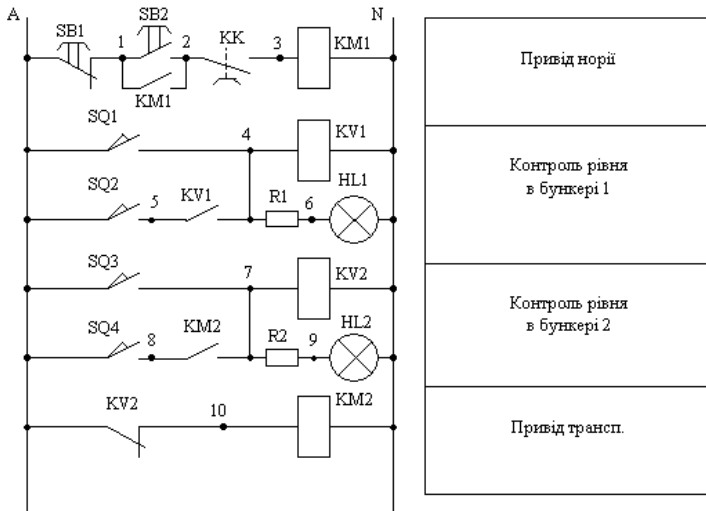 A
N
SB1
SB2
1
2
KK
3
KM1
KM1
Привід норії
SQ1
4
KV1
SQ2
5
KV1
R1
6
HL1
Контроль рівня
в бункері 1
SQ3
7
KV2
SQ4
8
KM2
R2
9
HL2
Контроль рівня
в бункері 2
KV2
10
KM2
Привід трансп.